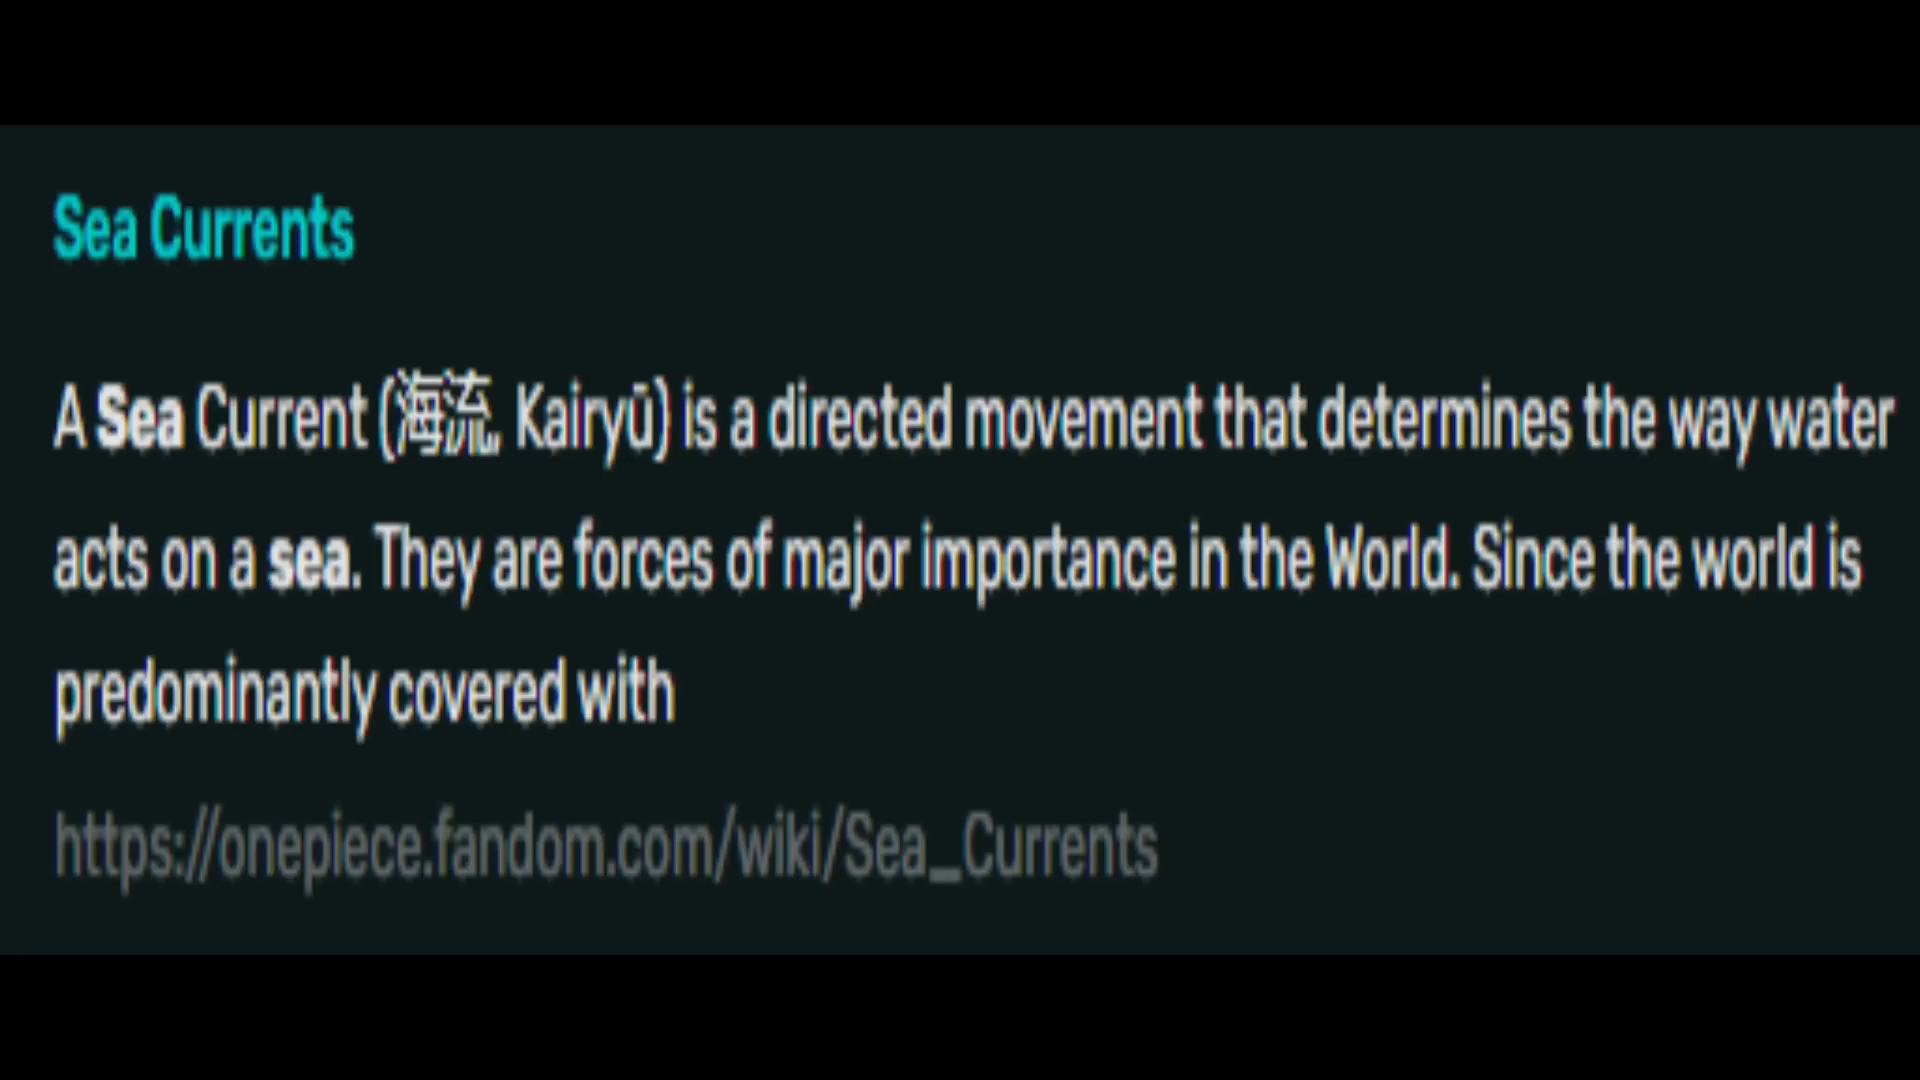 Sea Currents
A Sea Current (海流, Kairyū) is a directed movement that determines the way water
acts on a sea. They are forces of major importance in the World. Since the world is
predominantly covered with
https://onepiece.fandom.com/wiki/Sea_Currents